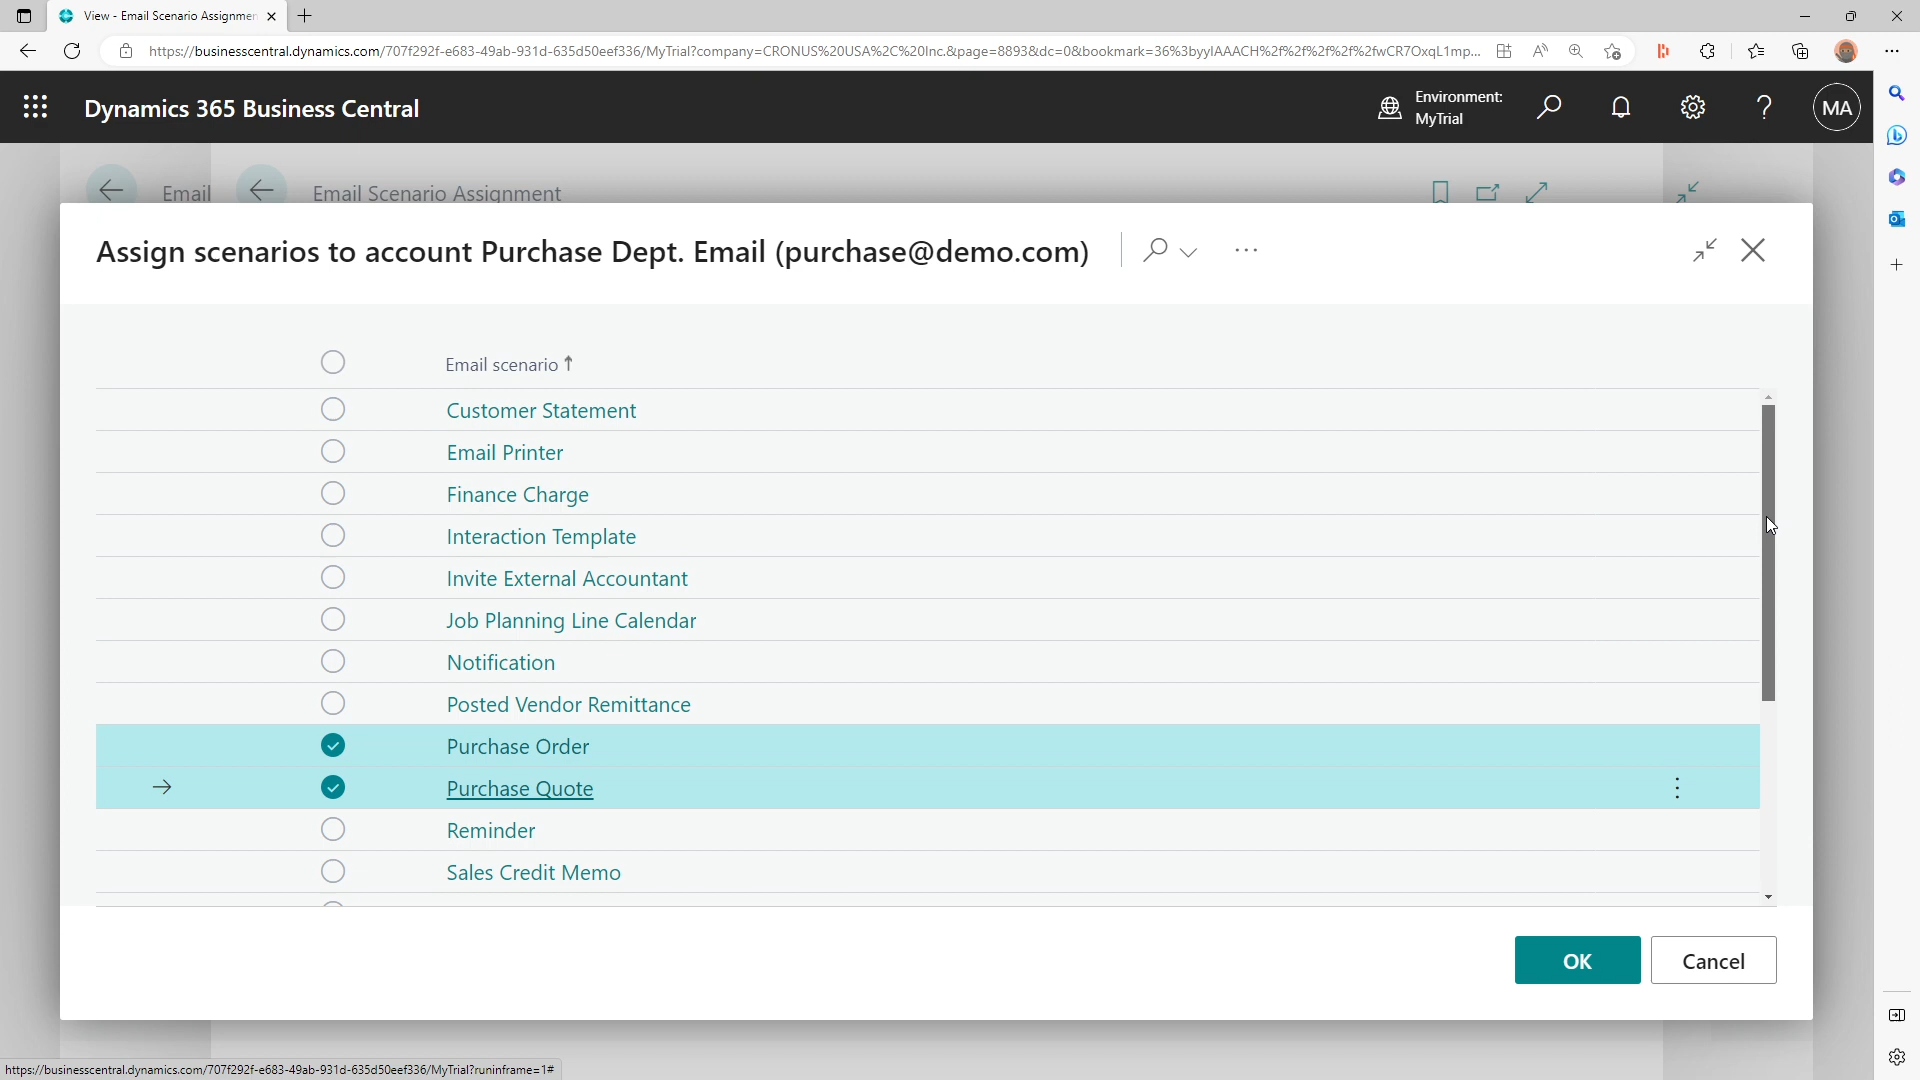 View - Email Scenario Assignmen
https://businesscentral.dynamics.com/707f292f-e683-49ab-931d-635d50eef336/MyTrial?company=CRONUS%20USA%2C%20Inc.&page=8893&dc=0&bookmark=36%3byyIAAACH%2f%2f%2f%2f%2fwCR7OxqL1mp...
Dynamics 365 Business Central
Environment:
MyTrial
MA
Email
Email Scenario Assignment
Assign scenarios to account Purchase Dept. Email (purchase@demo.com)
Email scenario
Customer Statement
Email Printer
Finance Charge
Interaction Template
Invite External Accountant
Job Planning Line Calendar
Notification
Posted Vendor Remittance
Purchase Order
Purchase Quote
Reminder
Sales Credit Memo
OK
Cancel
https://businesscentral.dynamics.com/707f292f-e683-49ab-931d-635d50eef336/MyTrial?runinframe=1#